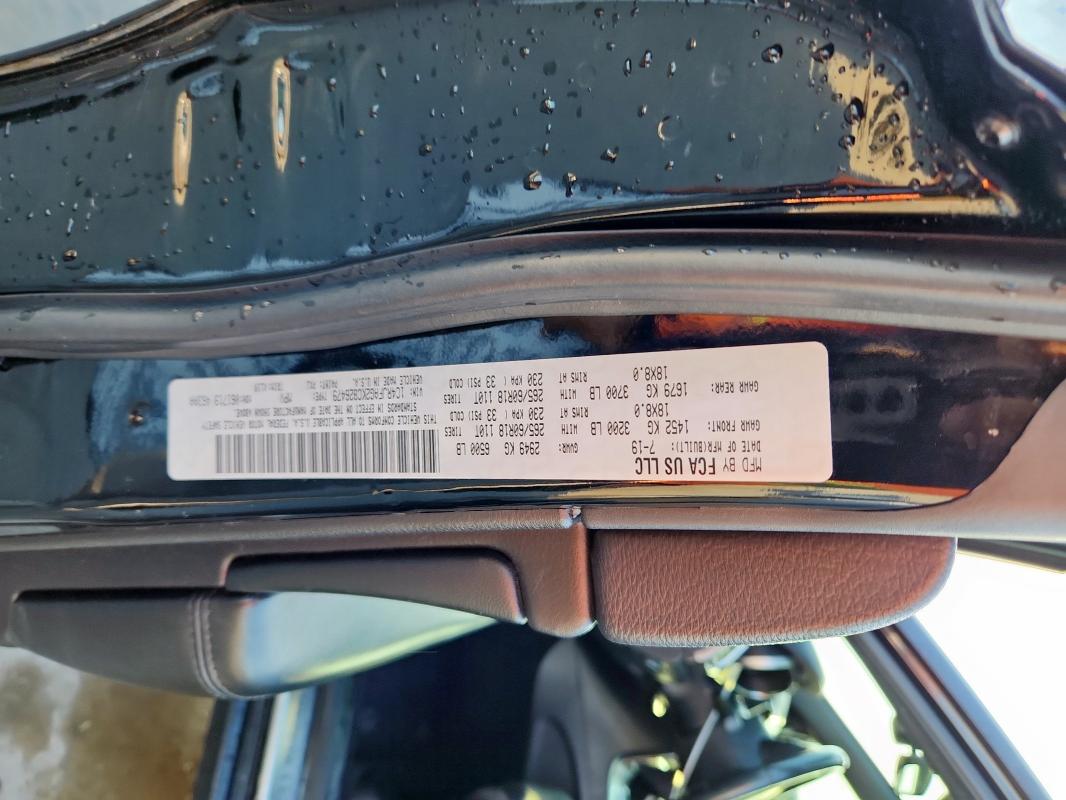 MFD BY FCA US LLC
DATE OF MFR(BUILT): 7-19 GVWR: 2949 KG 6500 LB
GAWR FRONT: 1452 KG 3200 LB WITH 265/60R18 110T TIRES
18X8.0 RIMS AT 230 KPA ( 33 PSI) COLD
GAWR REAR: 1679 KG 3700 LB WITH 265/60R18 110T TIRES
18X8.0 RIMS AT 230 KPA ( 33 PSI) COLD
THIS VEHICLE CONFORMS TO ALL APPLICABLE U.S.A. FEDERAL MOTOR VEHICLE SAFETY
STANDARDS IN EFFECT ON THE DATE OF MANUFACTURE SHOWN ABOVE.
VIN: TYPE: MPV
VEHICLE MADE IN U.S.A. PAINT: PXJ